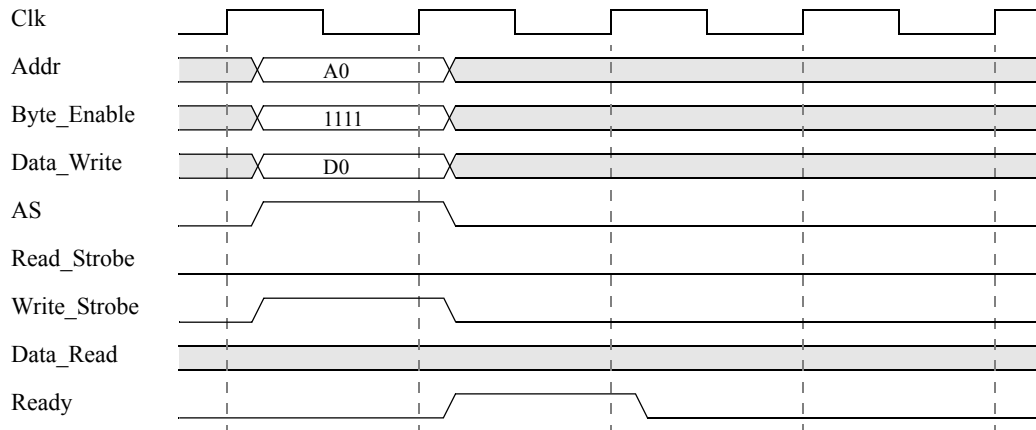 Clk
Addr A0
Byte_Enable 1111
Data_Write D0
AS
Read_Strobe
Write_Strobe
Data_Read
Ready